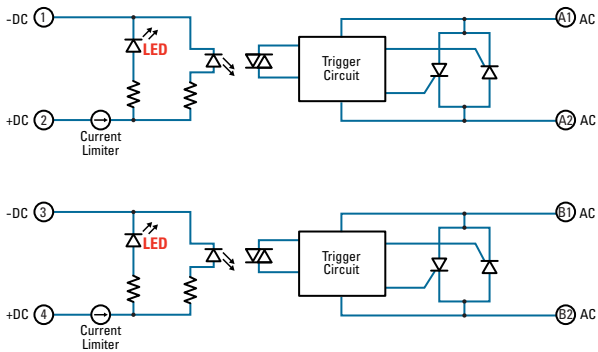 -DC 1
A1 AC
LED
Trigger
Circuit
+DC 2
A2 AC
Current
Limiter
-DC 3
B1 AC
LED
Trigger
Circuit
+DC 4
B2 AC
Current
Limiter